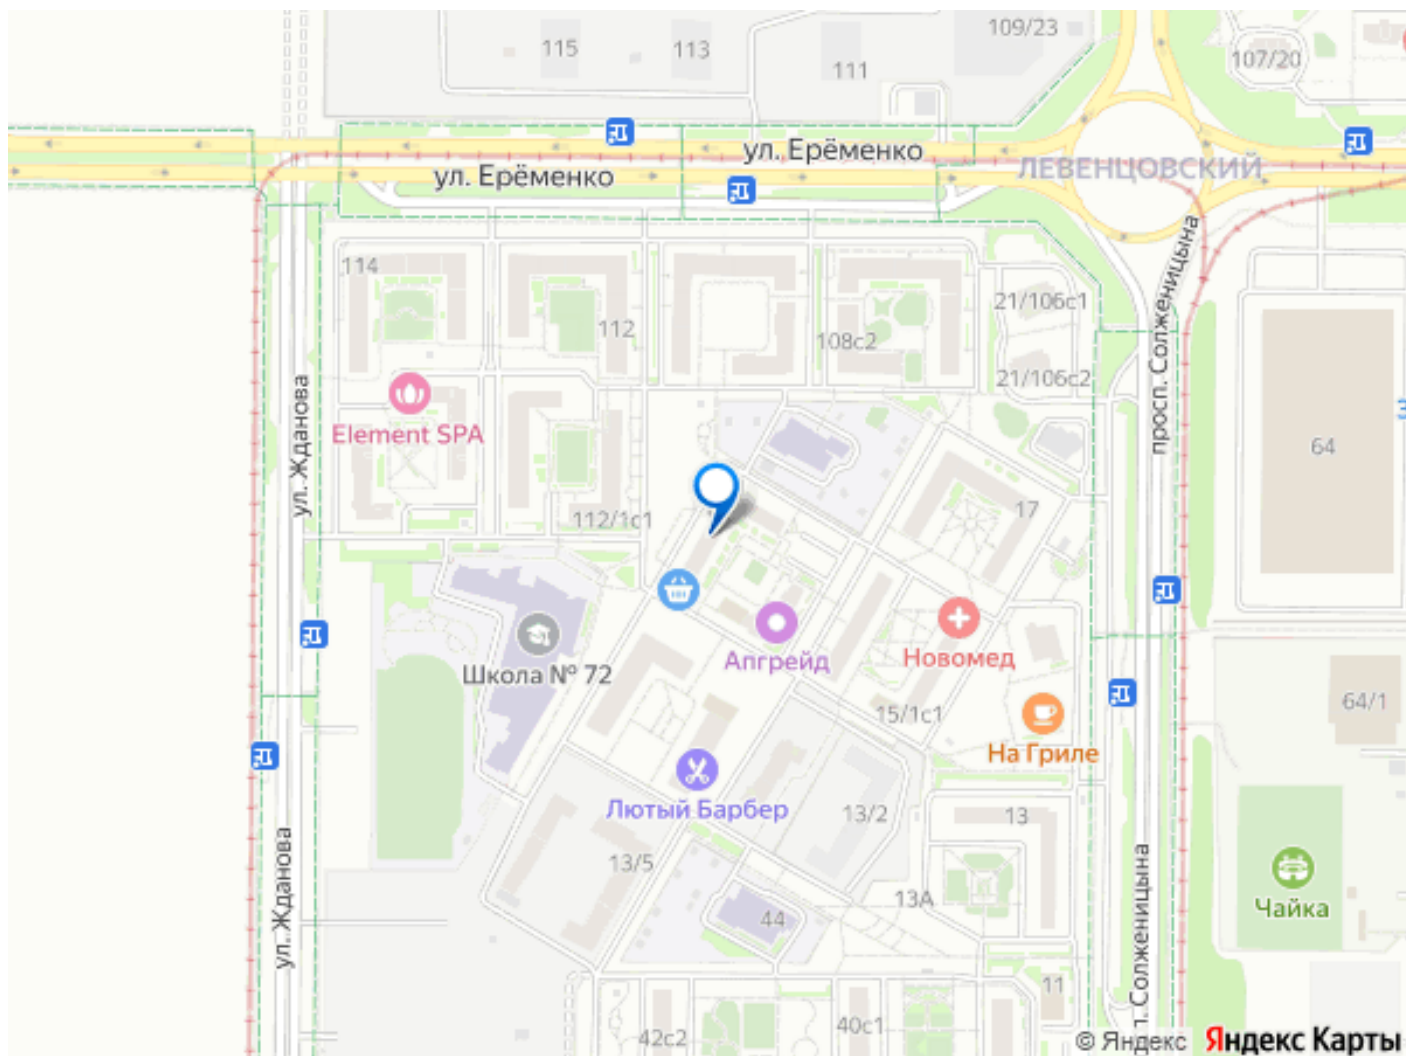 109/23
115
113
111
107/20
ул. Ерёменко
ЛЕВЕНЦОВСКИЙ
ул. Ерёменко
114
112
108с2
21/106с1
21/106с2
просп. Солженицына
ул. Жданова
Element SPA
64
112/1с1
17
Школа № 72
Апгрейд
Новомед
15/1с1
64/1
На Гриле
Лютый Барбер
13/2
13
13/5
13А
44
Чайка
ул. Жданова
п. Солженицына
11
42с2
40с1
© Яндекс Яндекс Карты